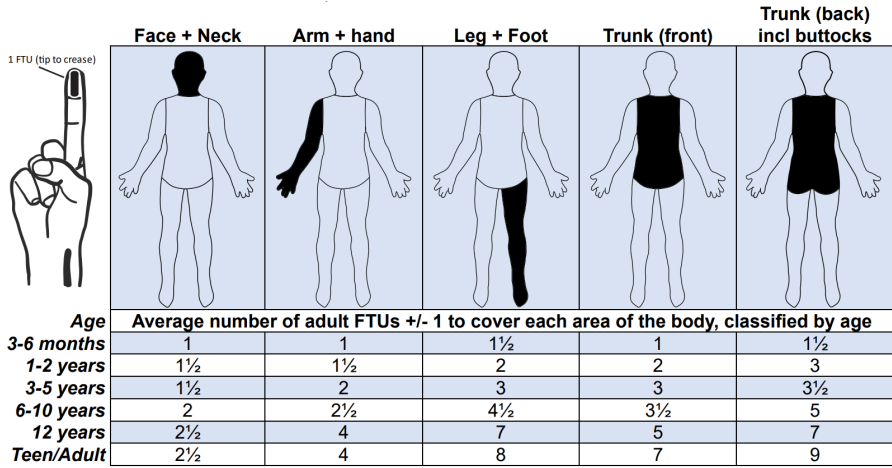 Trunk (back)
Face + Neck Arm + hand Leg + Foot Trunk (front) incl buttocks
1 FTU (tip to crease)
Age Average number of adult FTUs +/- 1 to cover each area of the body, classified by age
3-6 months 1 1 1½ 1 1½
1-2 years 1½ 1½ 2 2 3
3-5 years 1½ 2 3 3 3½
6-10 years 2 2½ 4½ 3½ 5
12 years 2½ 4 7 5 7
Teen/Adult 2½ 4 8 7 9